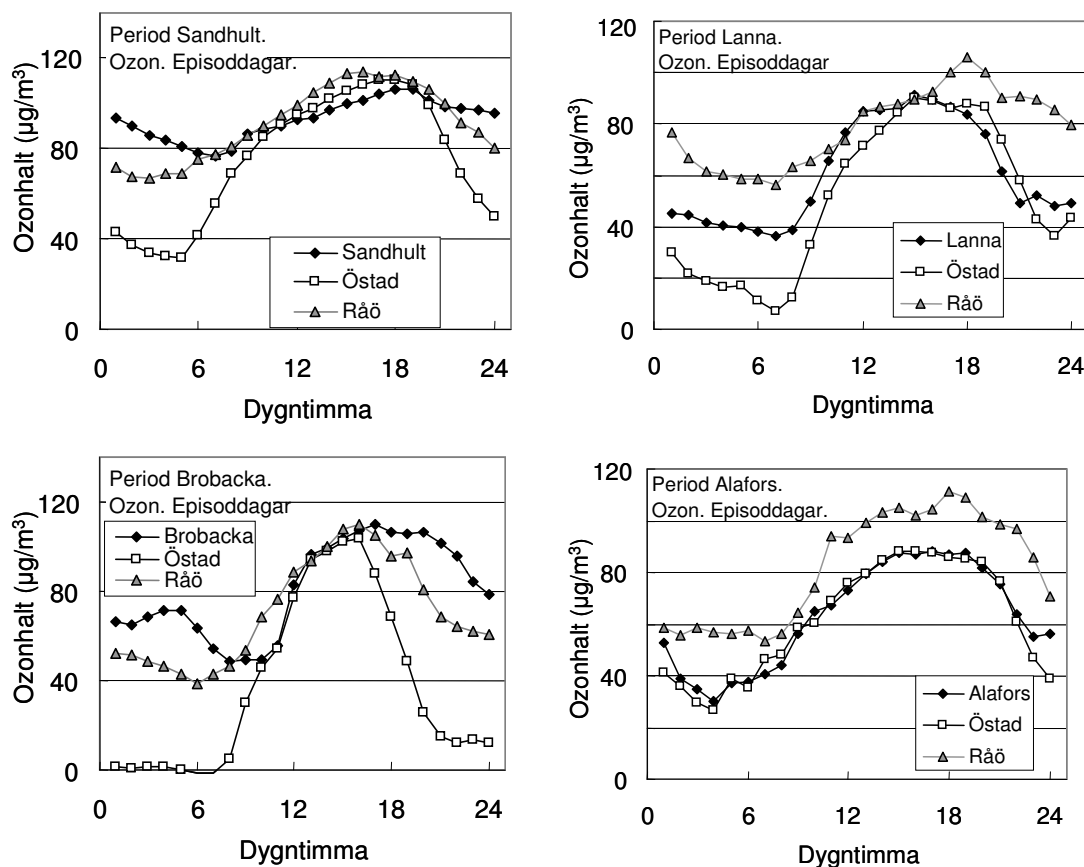 Period Sandhult.
Ozon. Episoddagar.
Ozonhalt (µg/m³)
120
80
40
0
Sandhult
Östad
Råö
0 6 12 18 24
Dygntimma
Period Lanna.
Ozon. Episoddagar
Ozonhalt (µg/m³)
120
80
40
0
Lanna
Östad
Råö
0 6 12 18 24
Dygntimma
Period Brobacka.
Ozon. Episoddagar
Ozonhalt (µg/m³)
120
80
40
0
Brobacka
Östad
Råö
0 6 12 18 24
Dygntimma
Period Alafors.
Ozon. Episoddagar.
Ozonhalt (µg/m³)
120
80
40
0
Alafors
Östad
Råö
0 6 12 18 24
Dygntimma